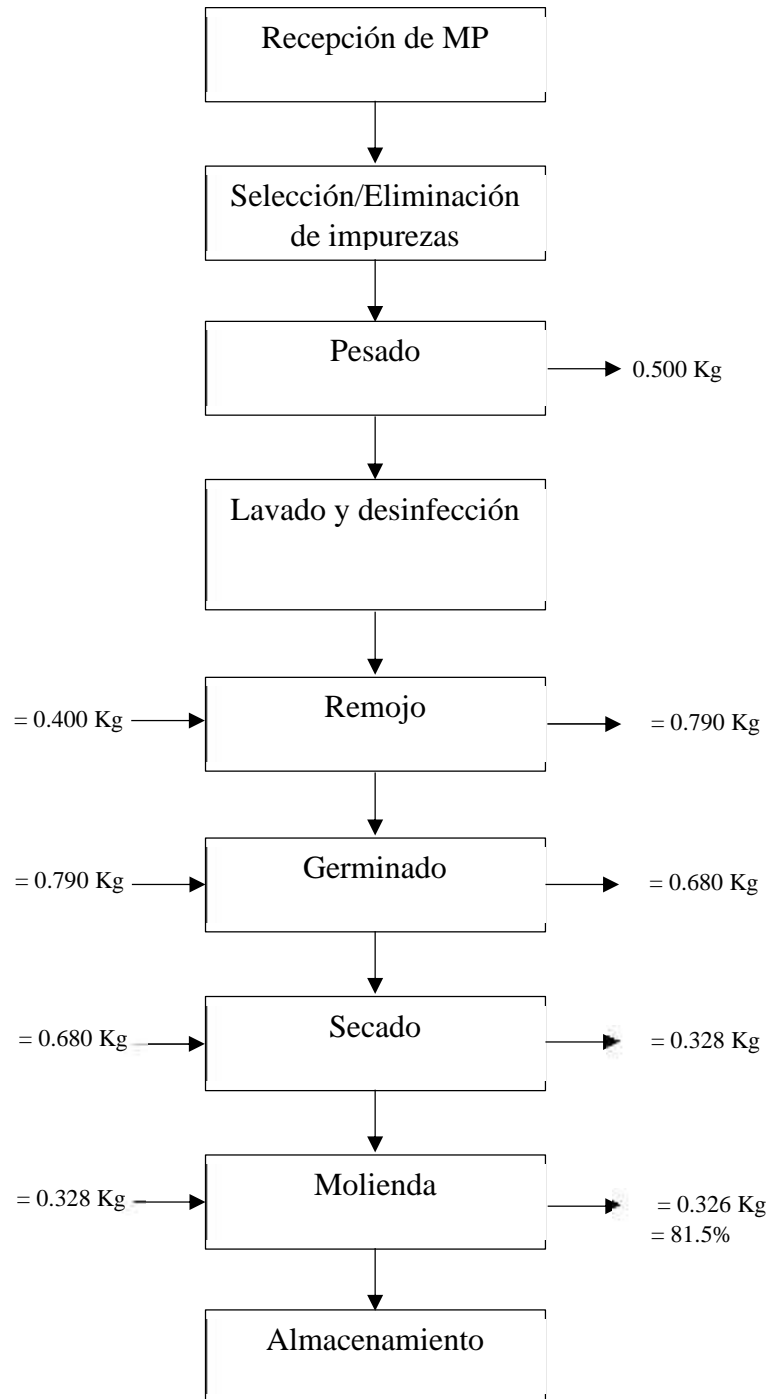 Recepción de MP
Selección/Eliminación
de impurezas
Pesado
0.500 Kg
Lavado y desinfección
= 0.400 Kg
Remojo
= 0.790 Kg
= 0.790 Kg
Germinado
= 0.680 Kg
= 0.680 Kg
Secado
= 0.328 Kg
= 0.328 Kg
Molienda
= 0.326 Kg
= 81.5%
Almacenamiento